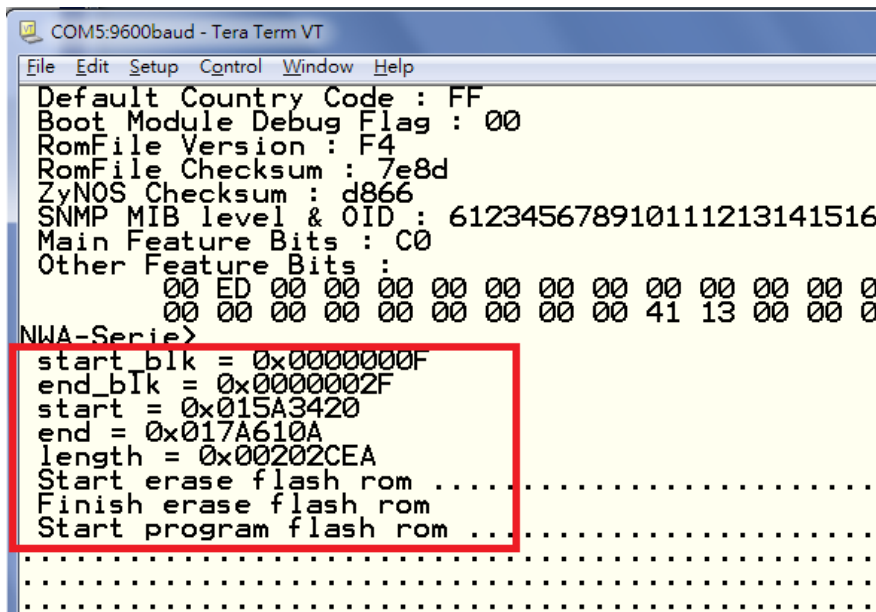 COM5:9600baud - Tera Term VT
File Edit Setup Control Window Help
Default Country Code : FF
Boot Module Debug Flag : 00
RomFile Version : F4
RomFile Checksum : 7e8d
ZyNOS Checksum : d866
SNMP MIB level & OID : 612345678910111213141516
Main Feature Bits : C0
Other Feature Bits :
00 ED 00 00 00 00 00 00 00 00 00 00 00 0
00 00 00 00 00 00 00 00 00 41 13 00 00 0
NWA-Serie>
start_blk = 0x0000000F
end_blk = 0x0000002F
start = 0x015A3420
end = 0x017A610A
length = 0x00202CEA
Start erase flash rom .........................
Finish erase flash rom
Start program flash rom .......................
................................................
................................................
................................................